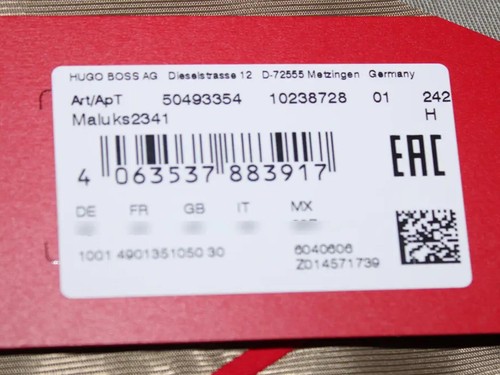 HUGO BOSS AG Dieselstrasse 12 D-72555 Metzingen Germany
Art/ApT 50493354 10238728 01 242
Maluks2341 H
EAC
4 063537 883917
DE FR GB IT MX
1001 4901351050 30 6040606
Z014571739